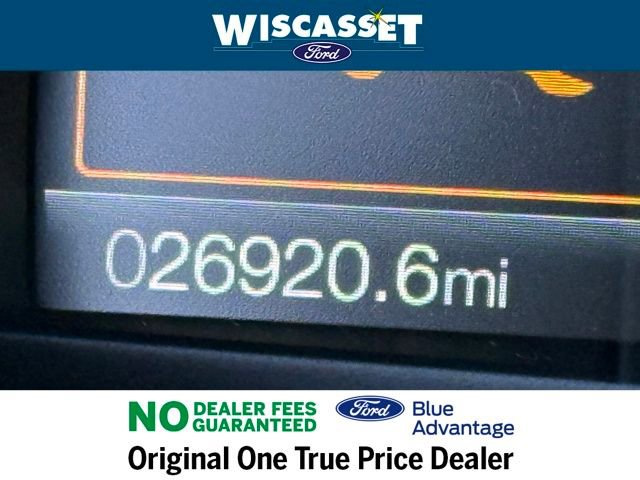 WISCASSET
Ford
026920.6mi
NO DEALER FEES
GUARANTEED
Ford Blue
Advantage
Original One True Price Dealer